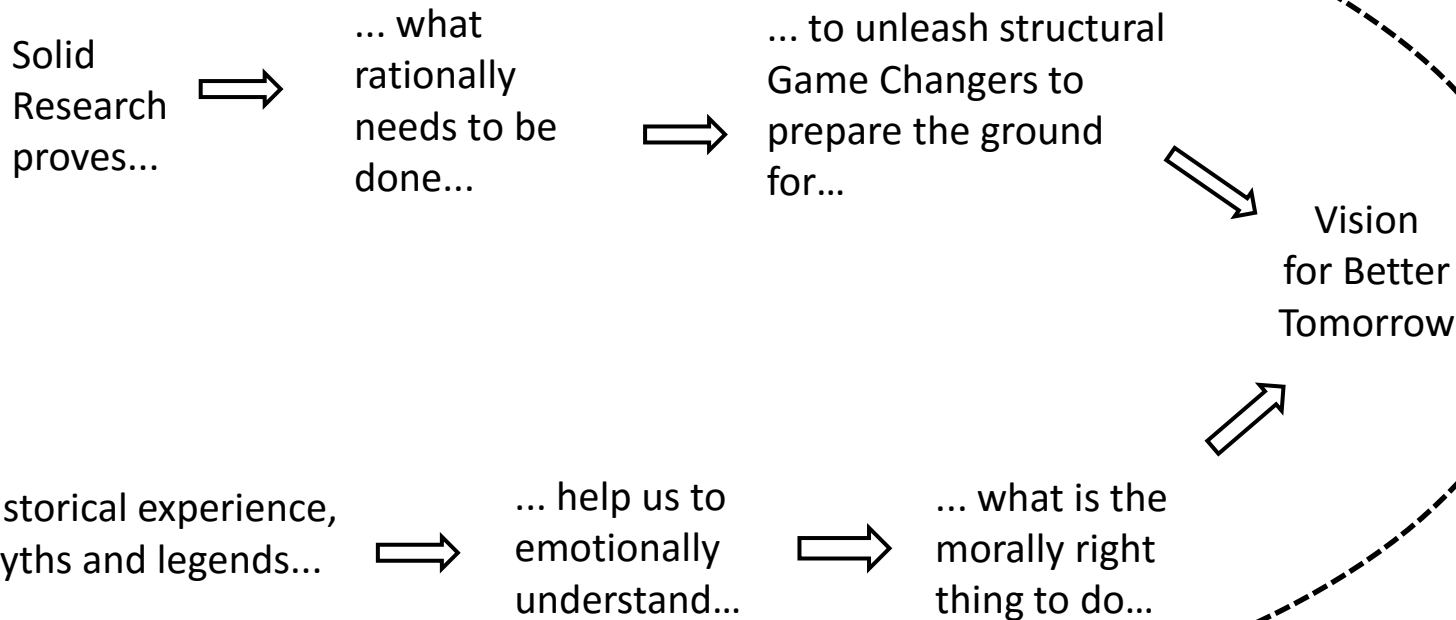 Solid
Research
proves...
... what
rationally
needs to be
done...
... to unleash structural
Game Changers to
prepare the ground
for...
Vision
for Better
Tomorrow
storical experience,
yths and legends...
... help us to
emotionally
understand...
... what is the
morally right
thing to do...